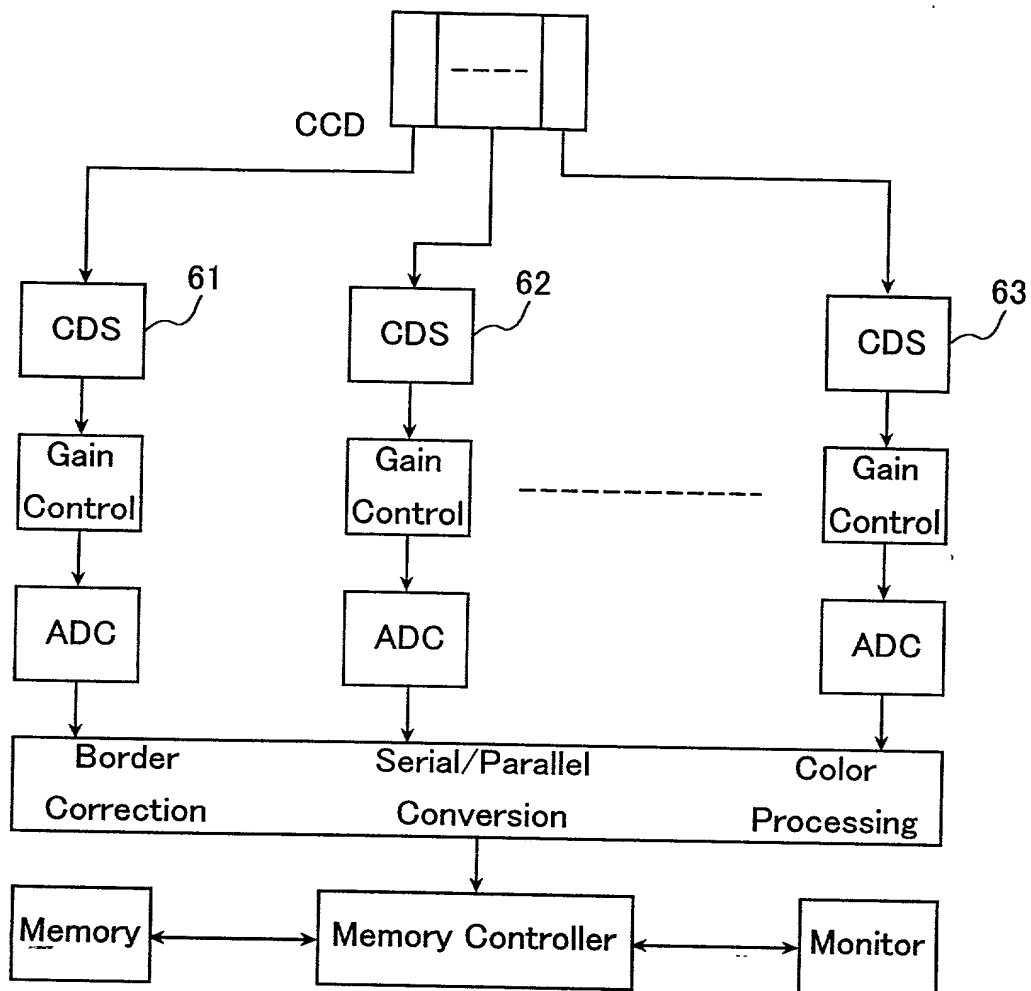 CCD
61
62
63
CDS
CDS
CDS
Gain
Control
Gain
Control
Gain
Control
ADC
ADC
ADC
Border
Correction
Serial/Parallel
Conversion
Color
Processing
Memory
Memory Controller
Monitor